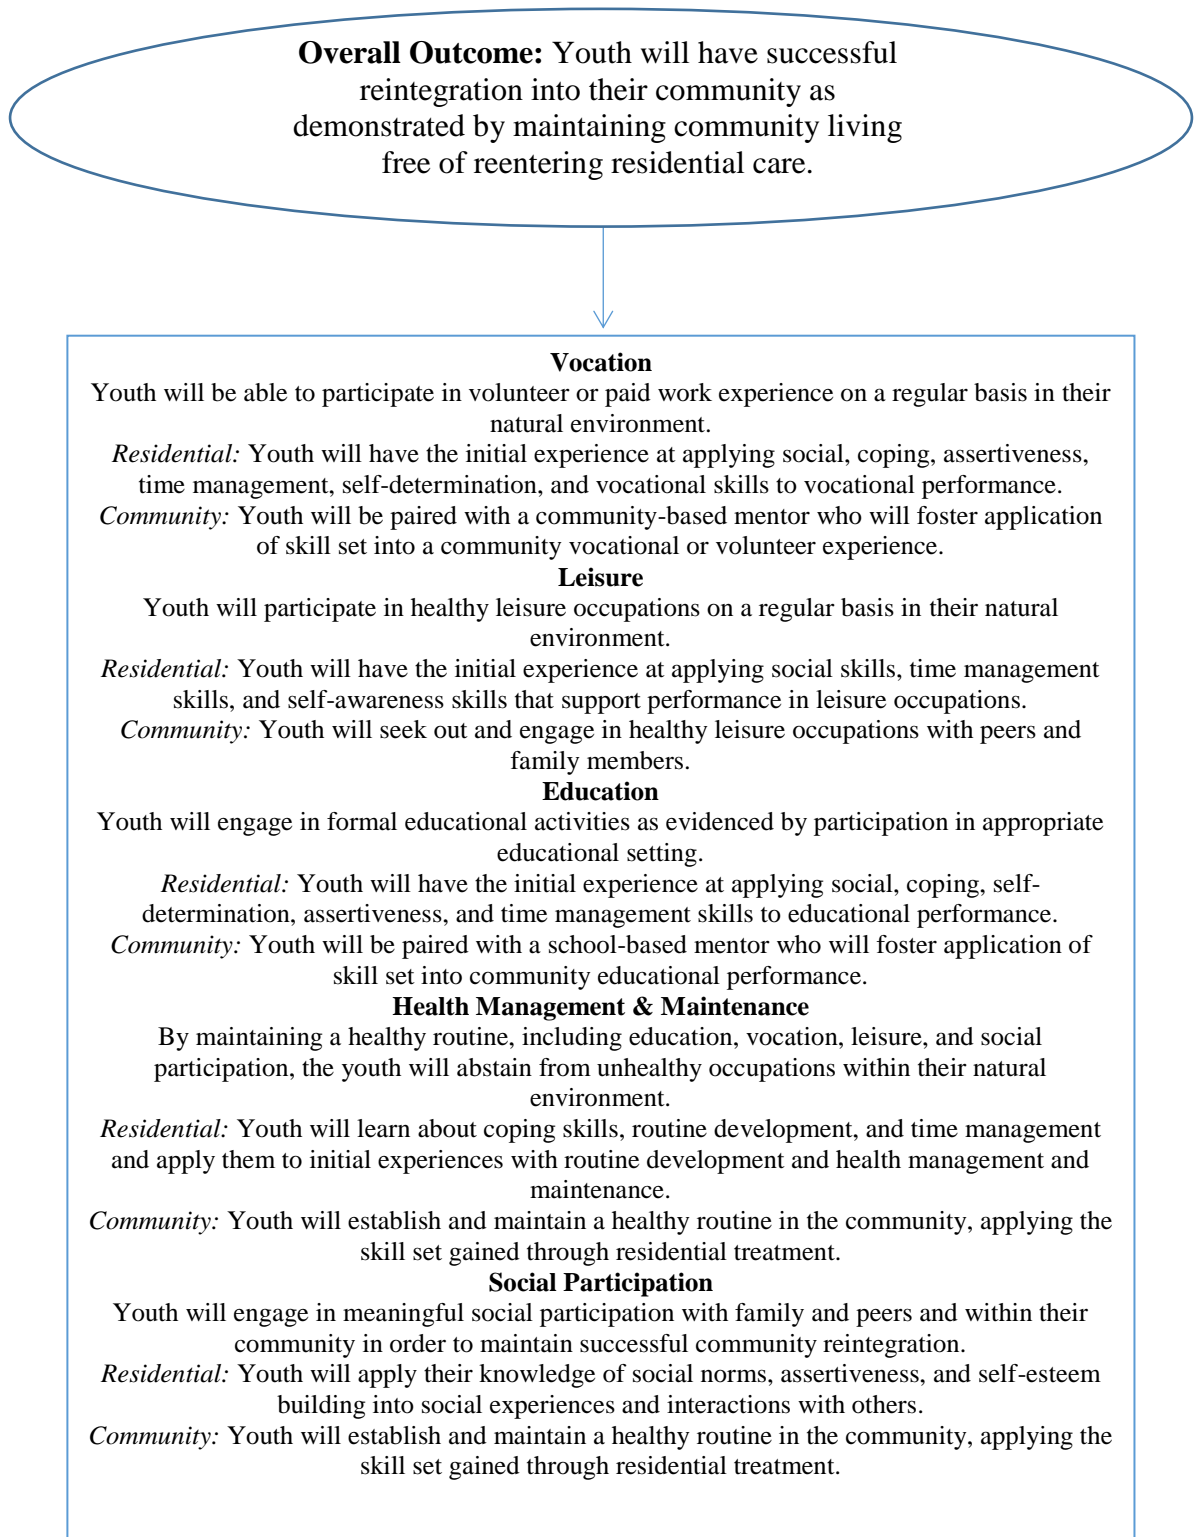 Overall Outcome: Youth will have successful
reintegration into their community as
demonstrated by maintaining community living
free of reentering residential care.
Vocation
Youth will be able to participate in volunteer or paid work experience on a regular basis in their
natural environment.
Residential: Youth will have the initial experience at applying social, coping, assertiveness,
time management, self-determination, and vocational skills to vocational performance.
Community: Youth will be paired with a community-based mentor who will foster application
of skill set into a community vocational or volunteer experience.
Leisure
Youth will participate in healthy leisure occupations on a regular basis in their natural
environment.
Residential: Youth will have the initial experience at applying social skills, time management
skills, and self-awareness skills that support performance in leisure occupations.
Community: Youth will seek out and engage in healthy leisure occupations with peers and
family members.
Education
Youth will engage in formal educational activities as evidenced by participation in appropriate
educational setting.
Residential: Youth will have the initial experience at applying social, coping, self-
determination, assertiveness, and time management skills to educational performance.
Community: Youth will be paired with a school-based mentor who will foster application of
skill set into community educational performance.
Health Management & Maintenance
By maintaining a healthy routine, including education, vocation, leisure, and social
participation, the youth will abstain from unhealthy occupations within their natural
environment.
Residential: Youth will learn about coping skills, routine development, and time management
and apply them to initial experiences with routine development and health management and
maintenance.
Community: Youth will establish and maintain a healthy routine in the community, applying the
skill set gained through residential treatment.
Social Participation
Youth will engage in meaningful social participation with family and peers and within their
community in order to maintain successful community reintegration.
Residential: Youth will apply their knowledge of social norms, assertiveness, and self-esteem
building into social experiences and interactions with others.
Community: Youth will establish and maintain a healthy routine in the community, applying the
skill set gained through residential treatment.